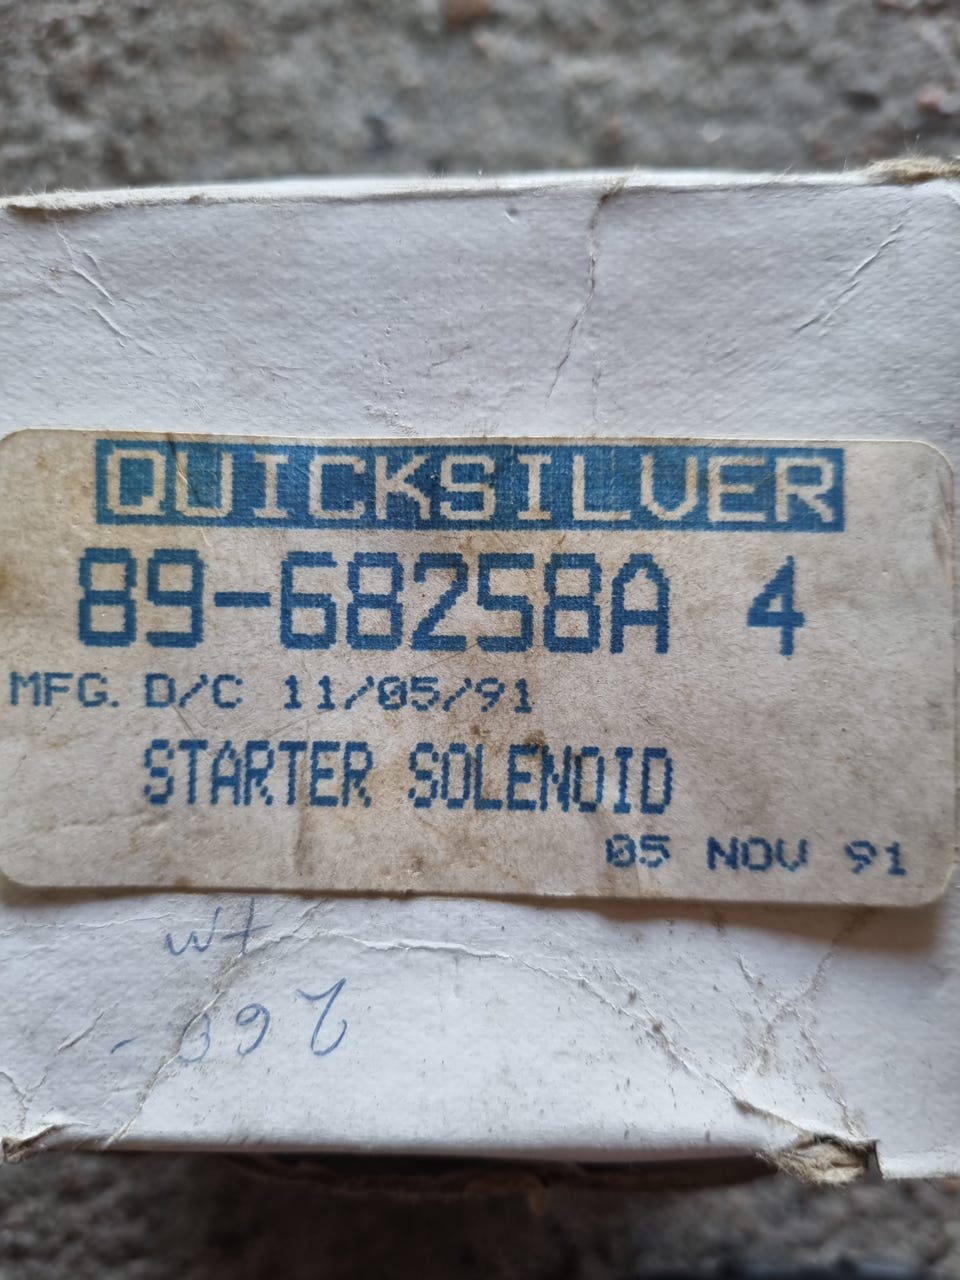 QUICKSILVER
89-68258A 4
MFG. D/C 11/05/91
STARTER SOLENOID
05 NOV 91